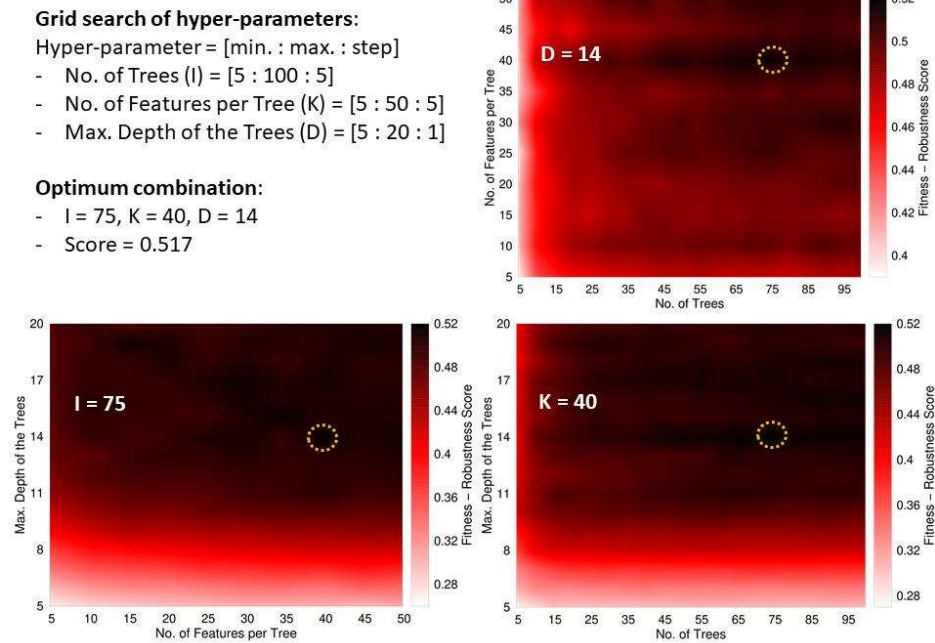 Grid search of hyper-parameters:
Hyper-parameter = [min. : max. : step]
- No. of Trees (I) = [5 : 100 : 5]
- No. of Features per Tree (K) = [5 : 50 : 5]
- Max. Depth of the Trees (D) = [5 : 20 : 1]
Optimum combination:
- I = 75, K = 40, D = 14
- Score = 0.517
D = 14
No. of Features per Tree
45
40
35
30
25
20
15
10
5
5 15 25 35 45 55 65 75 85 95
No. of Trees
0.5
0.48
0.46
0.44
0.42
0.4
Fitness – Robustness Score
I = 75
Max. Depth of the Trees
20
17
14
11
8
5
5 10 15 20 25 30 35 40 45 50
No. of Features per Tree
0.52
0.48
0.44
0.4
0.36
0.32
0.28
Fitness – Robustness Score
K = 40
Max. Depth of the Trees
20
17
14
11
8
5
5 15 25 35 45 55 65 75 85 95
No. of Trees
0.52
0.48
0.44
0.4
0.36
0.32
0.28
Fitness – Robustness Score